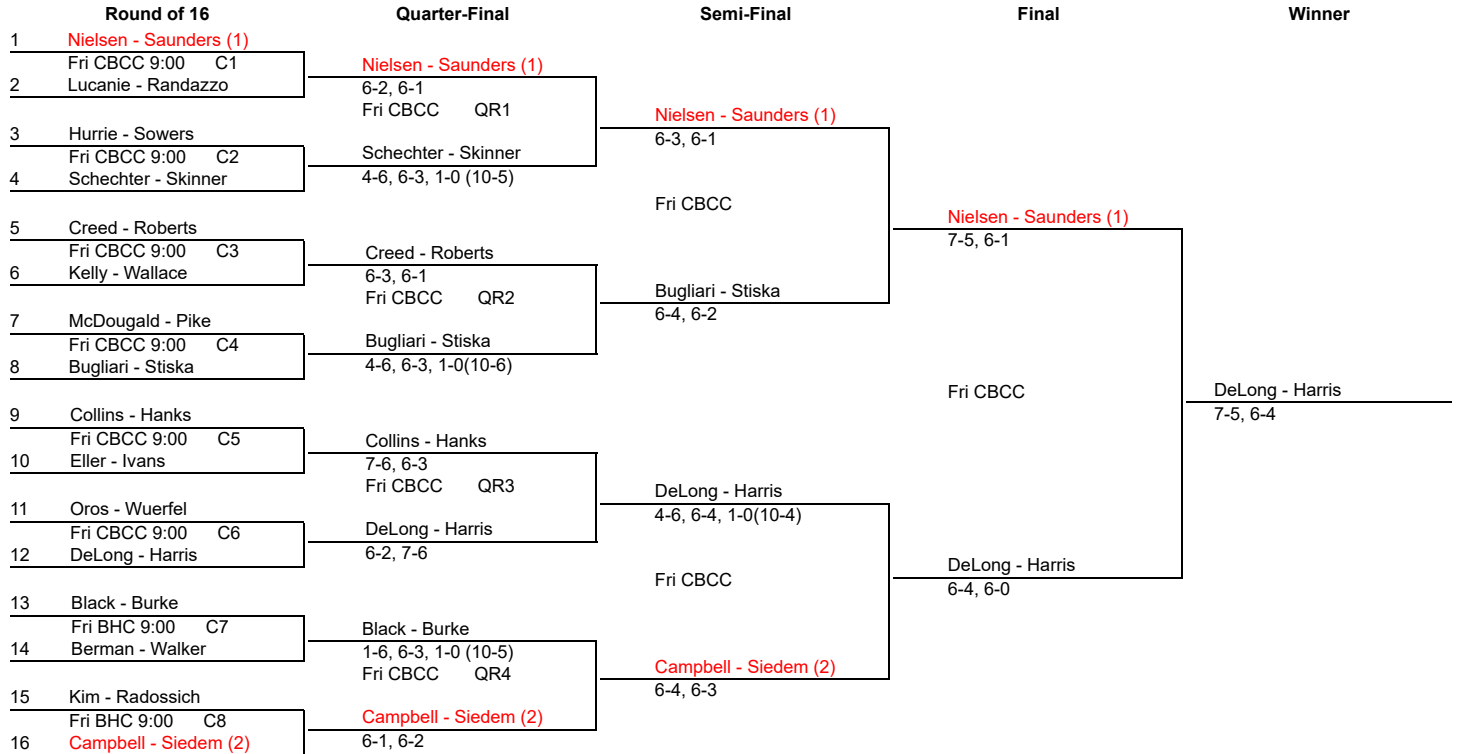 Round of 16 Quarter-Final Semi-Final Final Winner
1 Nielsen - Saunders (1)
Fri CBCC 9:00 C1
2 Lucanie - Randazzo
3 Hurrie - Sowers
Fri CBCC 9:00 C2
4 Schechter - Skinner
5 Creed - Roberts
Fri CBCC 9:00 C3
6 Kelly - Wallace
7 McDougald - Pike
Fri CBCC 9:00 C4
8 Bugliari - Stiska
9 Collins - Hanks
Fri CBCC 9:00 C5
10 Eller - Ivans
11 Oros - Wuerfel
Fri CBCC 9:00 C6
12 DeLong - Harris
13 Black - Burke
Fri BHC 9:00 C7
14 Berman - Walker
15 Kim - Radossich
Fri BHC 9:00 C8
16 Campbell - Siedem (2)
Nielsen - Saunders (1)
6-2, 6-1
Fri CBCC QR1
Schechter - Skinner
4-6, 6-3, 1-0 (10-5)
Creed - Roberts
6-3, 6-1
Fri CBCC QR2
Bugliari - Stiska
4-6, 6-3, 1-0(10-6)
Collins - Hanks
7-6, 6-3
Fri CBCC QR3
DeLong - Harris
6-2, 7-6
Black - Burke
1-6, 6-3, 1-0 (10-5)
Fri CBCC QR4
Campbell - Siedem (2)
6-1, 6-2
Nielsen - Saunders (1)
6-3, 6-1
Fri CBCC
Bugliari - Stiska
6-4, 6-2
DeLong - Harris
4-6, 6-4, 1-0(10-4)
Fri CBCC
Campbell - Siedem (2)
6-4, 6-3
Nielsen - Saunders (1)
7-5, 6-1
Fri CBCC
DeLong - Harris
6-4, 6-0
DeLong - Harris
7-5, 6-4